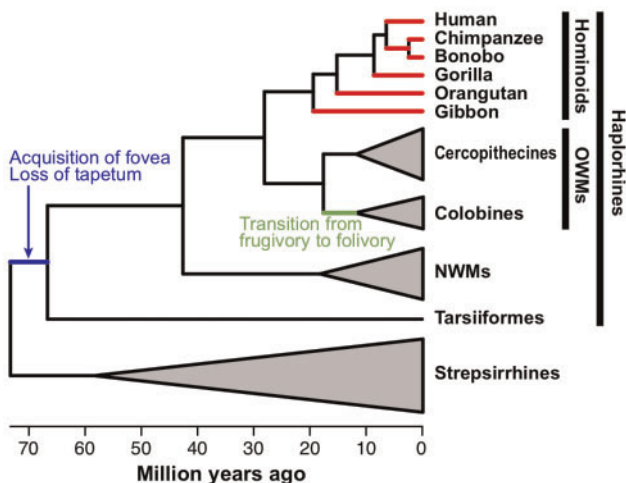 Human
Chimpanzee
Bonobo
Gorilla
Orangutan
Gibbon
Hominoids
Haplorhines
Cercopithecines
OWMs
Colobines
Acquisition of fovea
Loss of tapetum
Transition from
frugivory to folivory
NWMs
Tarsiiformes
Strepsirrhines
70 60 50 40 30 20 10 0
Million years ago